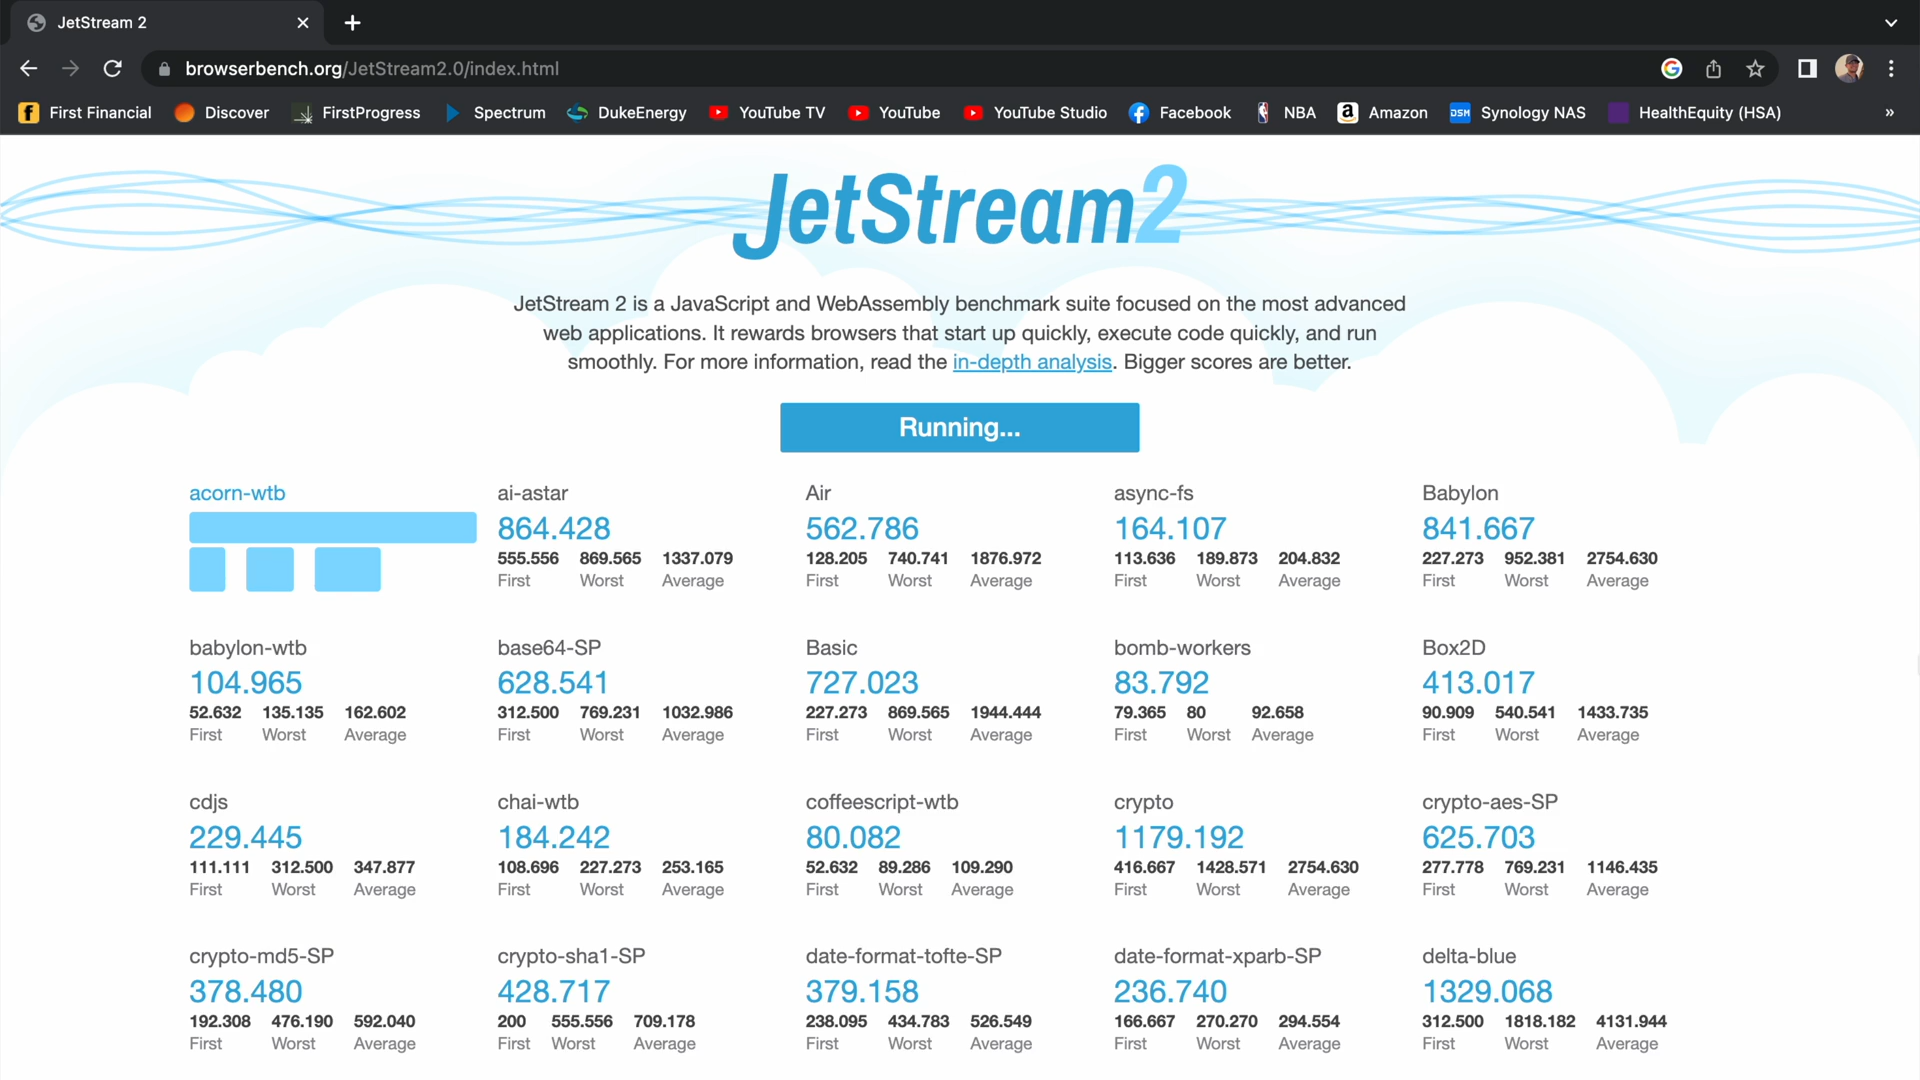 JetStream 2
browserbench.org/JetStream2.0/index.html
First Financial Discover FirstProgress Spectrum DukeEnergy YouTube TV YouTube YouTube Studio Facebook NBA Amazon DSM Synology NAS HealthEquity (HSA) »
JetStream2
JetStream 2 is a JavaScript and WebAssembly benchmark suite focused on the most advanced
web applications. It rewards browsers that start up quickly, execute code quickly, and run
smoothly. For more information, read the in-depth analysis. Bigger scores are better.
Running...
acorn-wtb ai-astar Air async-fs Babylon
864.428 562.786 164.107 841.667
555.556 869.565 1337.079 128.205 740.741 1876.972 113.636 189.873 204.832 227.273 952.381 2754.630
First Worst Average First Worst Average First Worst Average First Worst Average
babylon-wtb base64-SP Basic bomb-workers Box2D
104.965 628.541 727.023 83.792 413.017
52.632 135.135 162.602 312.500 769.231 1032.986 227.273 869.565 1944.444 79.365 80 92.658 90.909 540.541 1433.735
First Worst Average First Worst Average First Worst Average First Worst Average First Worst Average
cdjs chai-wtb coffeescript-wtb crypto crypto-aes-SP
229.445 184.242 80.082 1179.192 625.703
111.111 312.500 347.877 108.696 227.273 253.165 52.632 89.286 109.290 416.667 1428.571 2754.630 277.778 769.231 1146.435
First Worst Average First Worst Average First Worst Average First Worst Average First Worst Average
crypto-md5-SP crypto-sha1-SP date-format-tofte-SP date-format-xparb-SP delta-blue
378.480 428.717 379.158 236.740 1329.068
192.308 476.190 592.040 200 555.556 709.178 238.095 434.783 526.549 166.667 270.270 294.554 312.500 1818.182 4131.944
First Worst Average First Worst Average First Worst Average First Worst Average First Worst Average